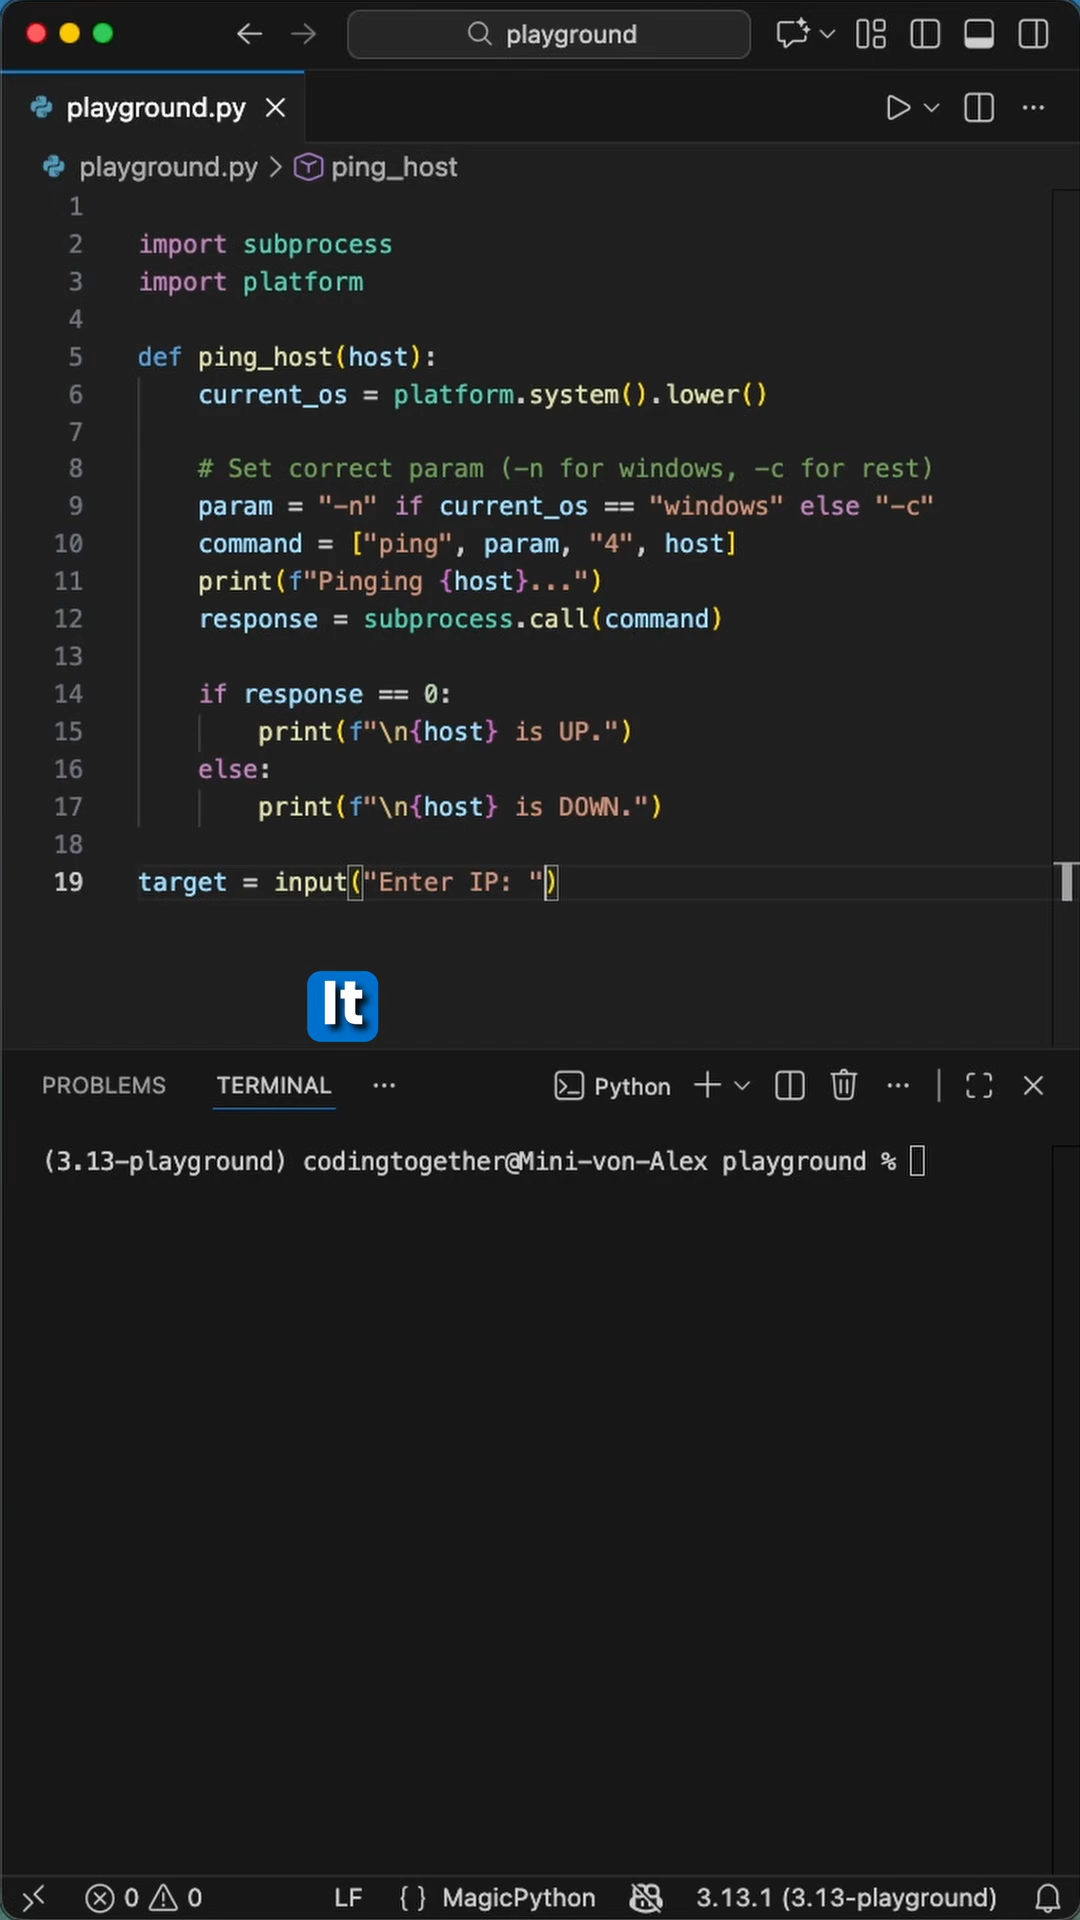 playground
playground.py
playground.py > ping_host
1
2 import subprocess
3 import platform
4
5 def ping_host(host):
6     current_os = platform.system().lower()
7
8     # Set correct param (-n for windows, -c for rest)
9     param = "-n" if current_os == "windows" else "-c"
10     command = ["ping", param, "4", host]
11     print(f"Pinging {host}...")
12     response = subprocess.call(command)
13
14     if response == 0:
15         print(f"\n{host} is UP.")
16     else:
17         print(f"\n{host} is DOWN.")
18
19 target = input("Enter IP: ")
It
PROBLEMS TERMINAL ... Python
(3.13-playground) codingtogether@Mini-von-Alex playground %
0 0 LF { } MagicPython 3.13.1 (3.13-playground)